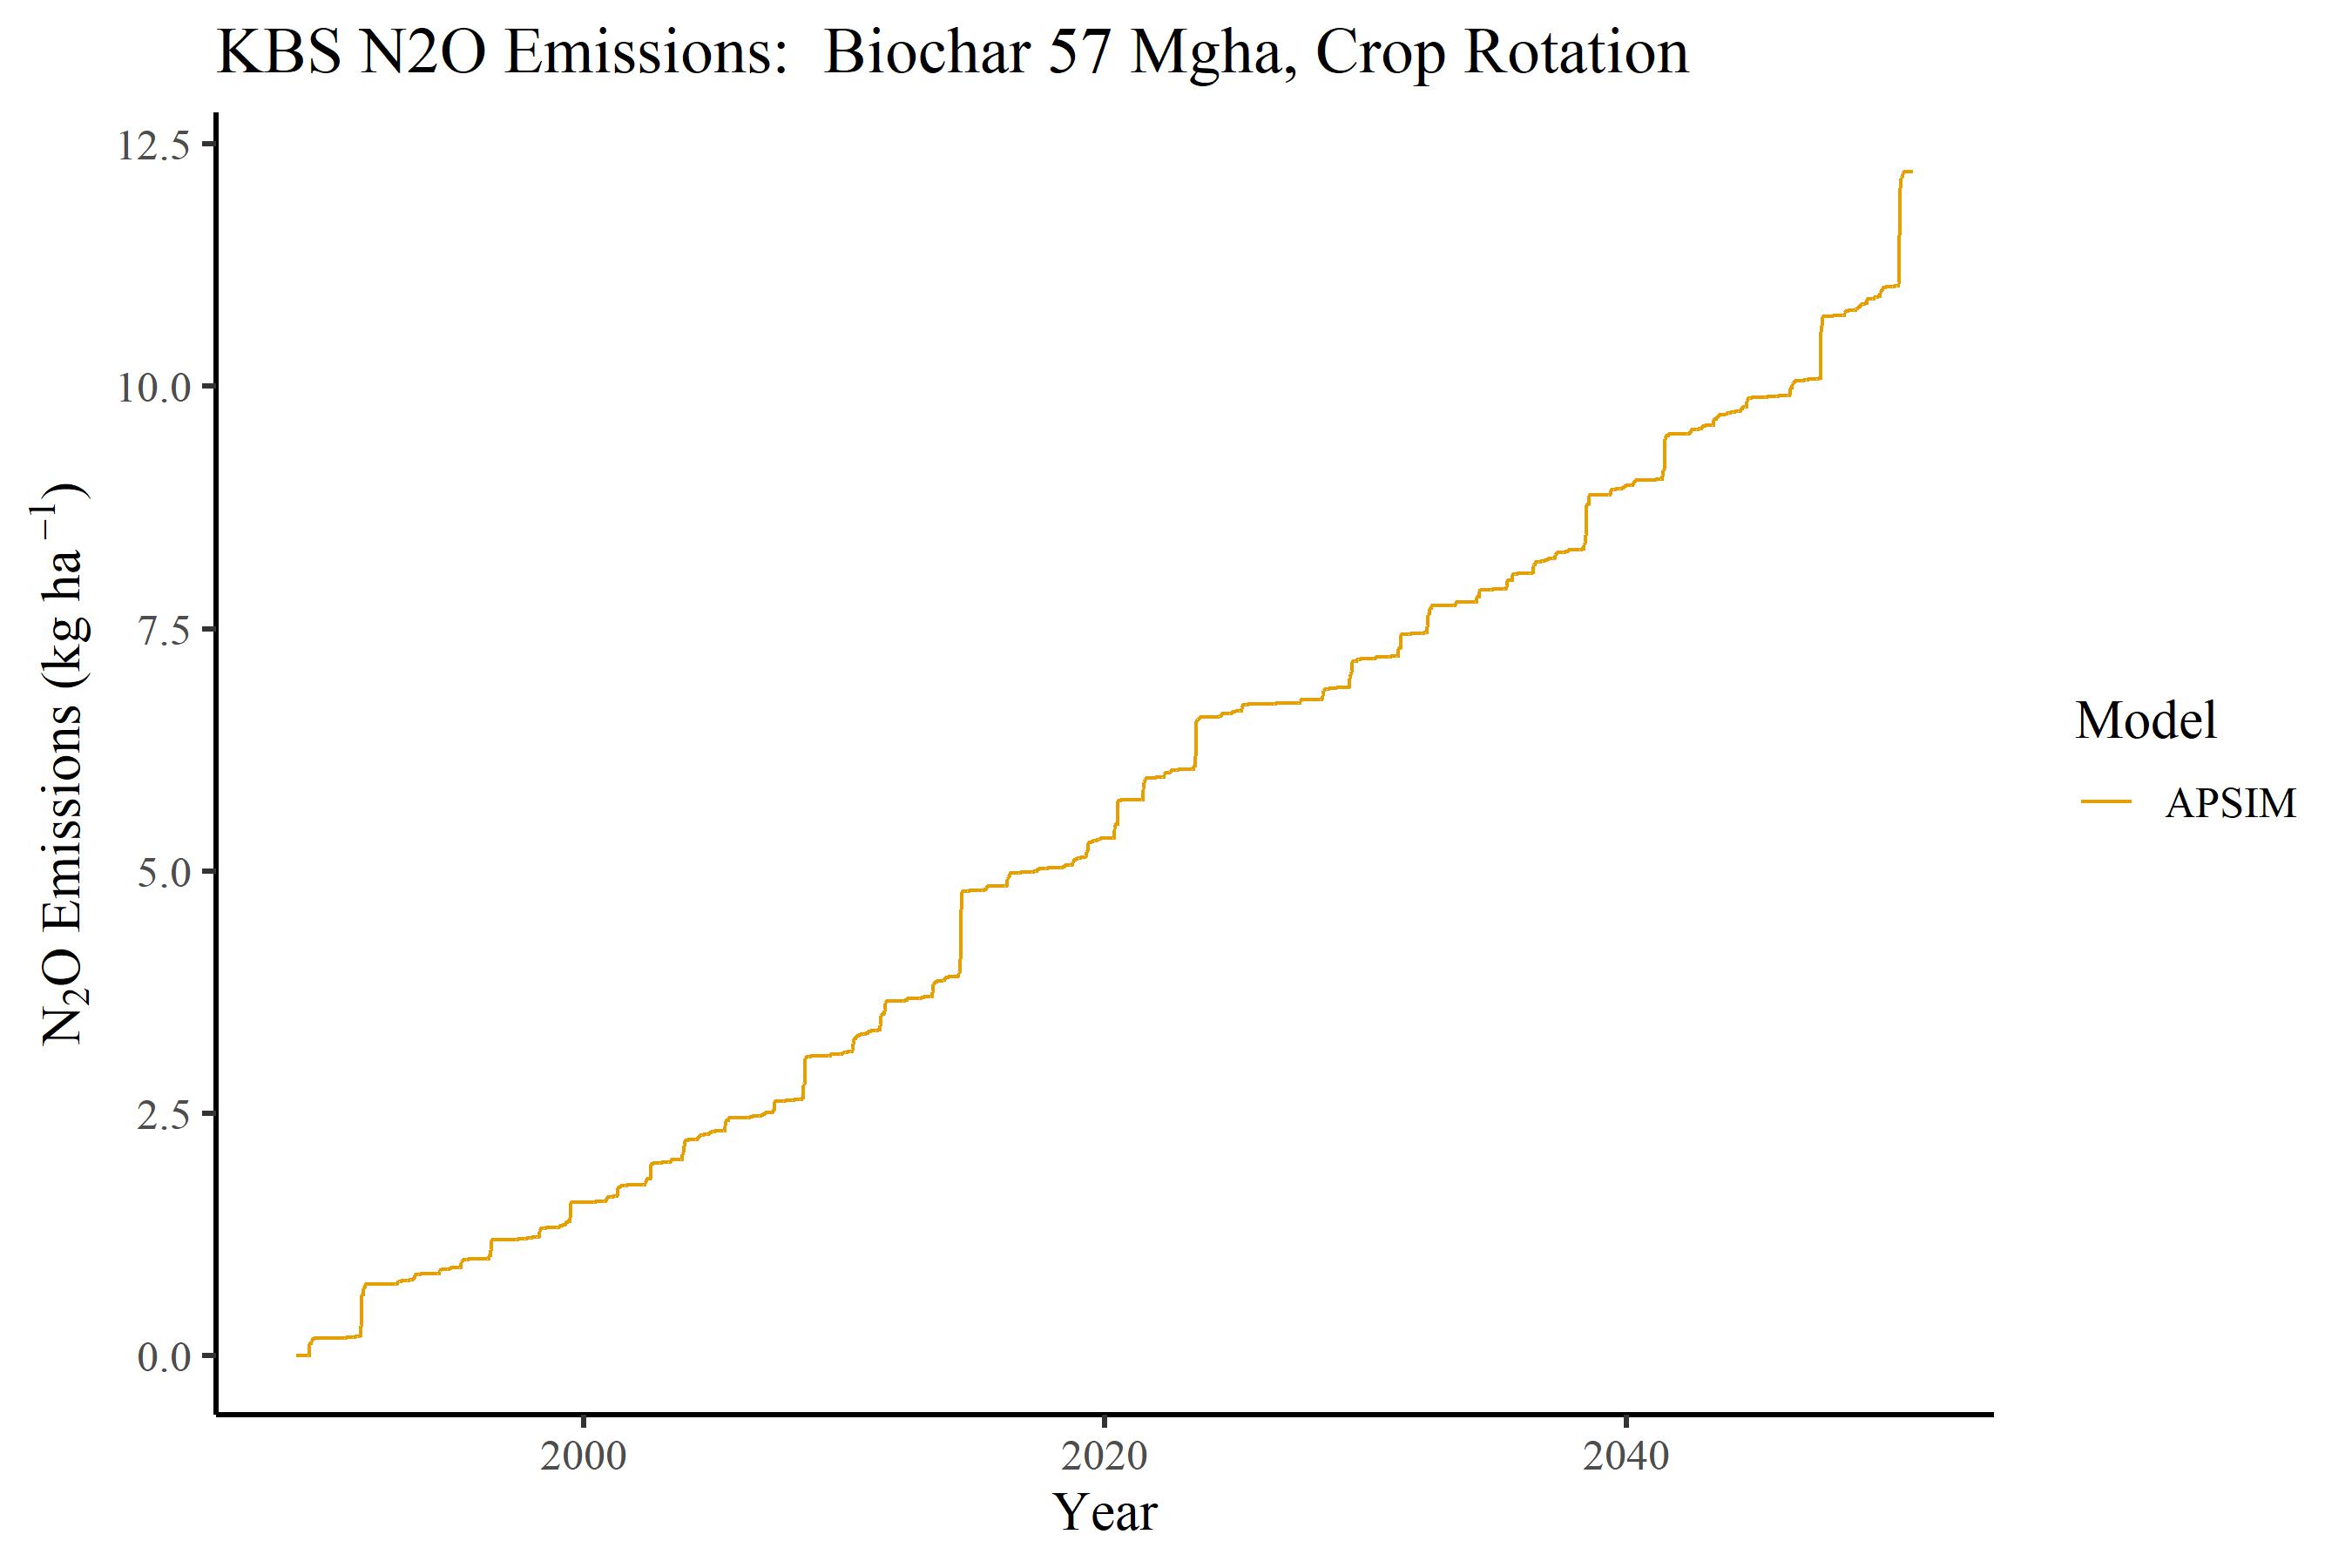 KBS N2O Emissions:  Biochar 57 Mgha, Crop Rotation
N₂O Emissions (kg ha⁻¹)
12.5
10.0
7.5
5.0
2.5
0.0
2000
2020
2040
Year
Model
APSIM